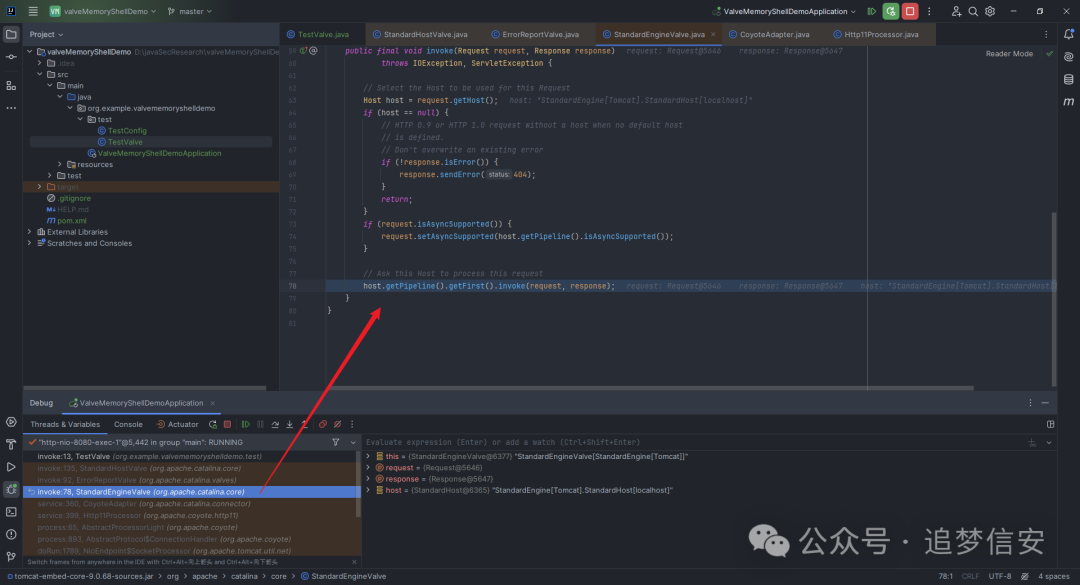 valveMemoryShellDemo
master
ValveMemoryShellDemoApplication
Project
TestValve.java
StandardHostValve.java
ErrorReportValve.java
StandardEngineValve.java
CoyoteAdapter.java
Http11Processor.java
Reader Mode
valveMemoryShellDemo D:\javaSecResearch\valveMemoryShellDe
.idea
src
main
java
org.example.valvememoryshelldemo
test
TestConfig
TestValve
ValveMemoryShellDemoApplication
resources
test
target
.gitignore
HELP.md
pom.xml
External Libraries
Scratches and Consoles
public final void invoke(Request request, Response response) request: Request@5646 response: Response@5647
61 throws IOException, ServletException {
62
63 // Select the Host to be used for this Request
64 Host host = request.getHost(); host: "StandardEngine[Tomcat].StandardHost[localhost]"
if (host == null) {
// HTTP 0.9 or HTTP 1.0 request without a host when no default host
// is defined.
// Don't overwrite an existing error
if (!response.isError()) {
response.sendError( status: 404);
70 }
71 return;
72 }
73 if (request.isAsyncSupported()) {
74 request.setAsyncSupported(host.getPipeline().isAsyncSupported());
75 }
76
77 // Ask this Host to process this request
78 host.getPipeline().getFirst().invoke(request, response); request: Request@5646 response: Response@5647 host: "StandardEngine[Tomcat].StandardHost[
79 }
80 }
81
Debug
ValveMemoryShellDemoApplication
Threads & Variables
Console
Actuator
"http-nio-8080-exec-1"@5,442 in group "main": RUNNING
invoke:13, TestValve (org.example.valvememoryshelldemo.test)
invoke:135, StandardHostValve (org.apache.catalina.core)
invoke:92, ErrorReportValve (org.apache.catalina.valves)
invoke:78, StandardEngineValve (org.apache.catalina.core)
service:360, CoyoteAdapter (org.apache.catalina.connector)
service:399, Http11Processor (org.apache.coyote.http11)
process:65, AbstractProcessorLight (org.apache.coyote)
process:893, AbstractProtocol$ConnectionHandler (org.apache.coyote)
doRun:1789, NioEndpoint$SocketProcessor (org.apache.tomcat.util.net)
Switch frames from anywhere in the IDE with Ctrl+Alt+向上箭头 and Ctrl+Alt+向下箭头
Evaluate expression (Enter) or add a watch (Ctrl+Shift+Enter)
this = {StandardEngineValve@6377} "StandardEngineValve[StandardEngine[Tomcat]]"
request = {Request@5646}
response = {Response@5647}
host = {StandardHost@6365} "StandardEngine[Tomcat].StandardHost[localhost]"
公众号 · 追梦信安
tomcat-embed-core-9.0.68-sources.jar > org > apache > catalina > core > StandardEngineValve
78:1 CRLF UTF-8 4 spaces